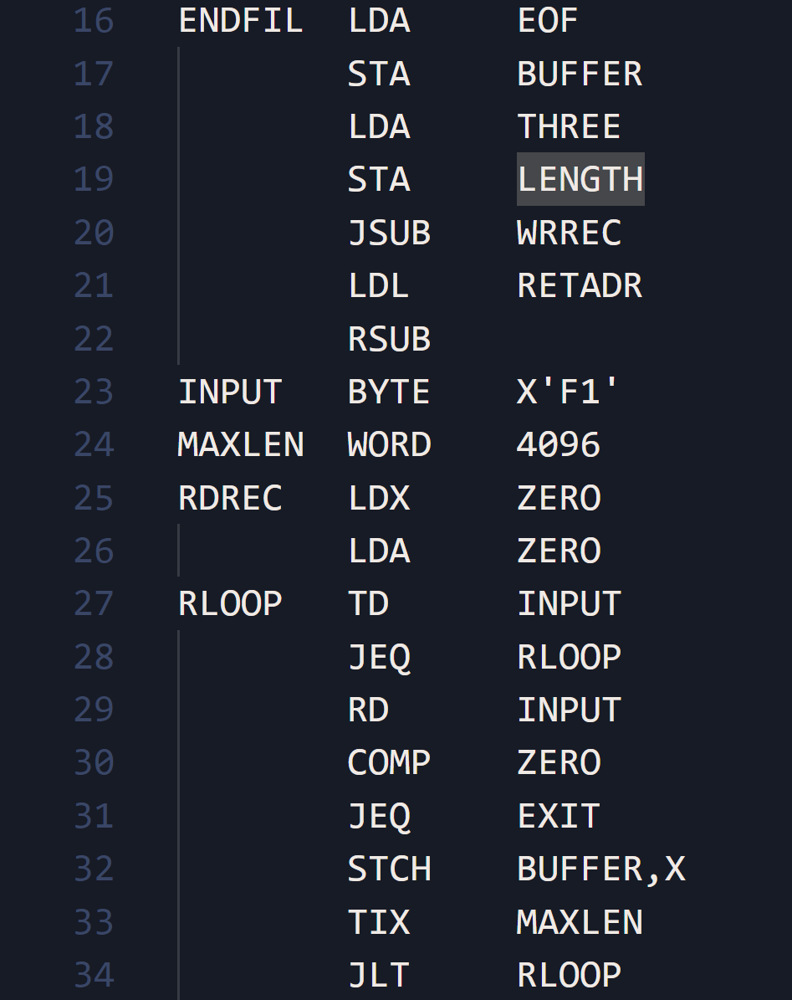 16 ENDFIL LDA EOF
17 STA BUFFER
18 LDA THREE
19 STA LENGTH
20 JSUB WRREC
21 LDL RETADR
22 RSUB
23 INPUT BYTE X'F1'
24 MAXLEN WORD 4096
25 RDREC LDX ZERO
26 LDA ZERO
27 RLOOP TD INPUT
28 JEQ RLOOP
29 RD INPUT
30 COMP ZERO
31 JEQ EXIT
32 STCH BUFFER,X
33 TIX MAXLEN
34 JLT RLOOP